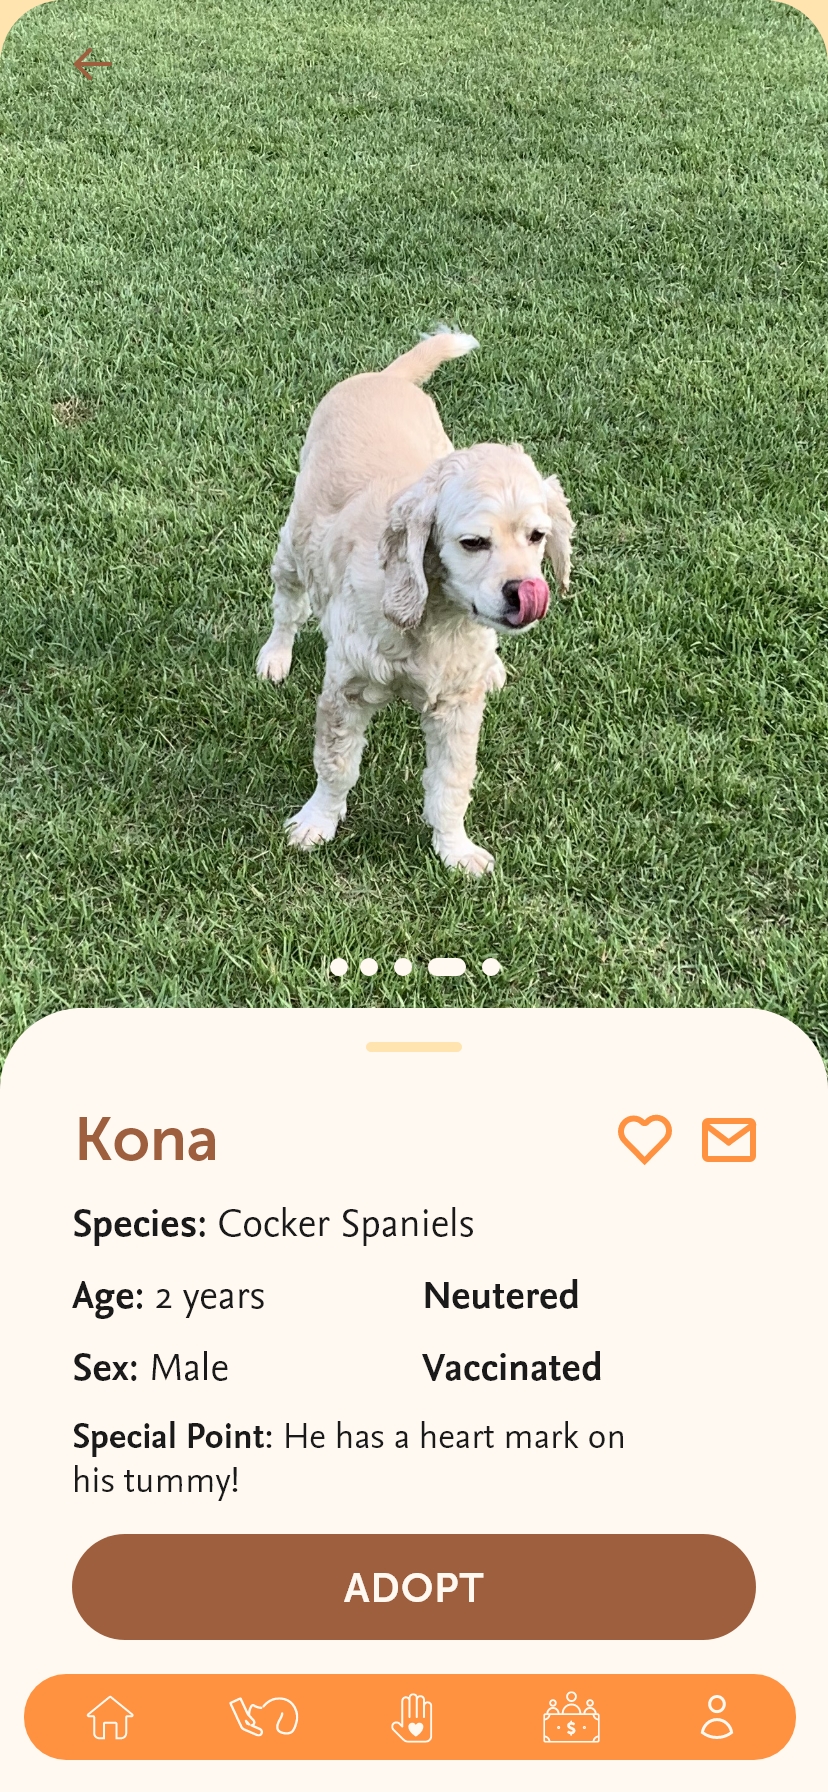 Kona
Species: Cocker Spaniels
Age: 2 years
Neutered
Sex: Male
Vaccinated
Special Point: He has a heart mark on
his tummy!
ADOPT
$